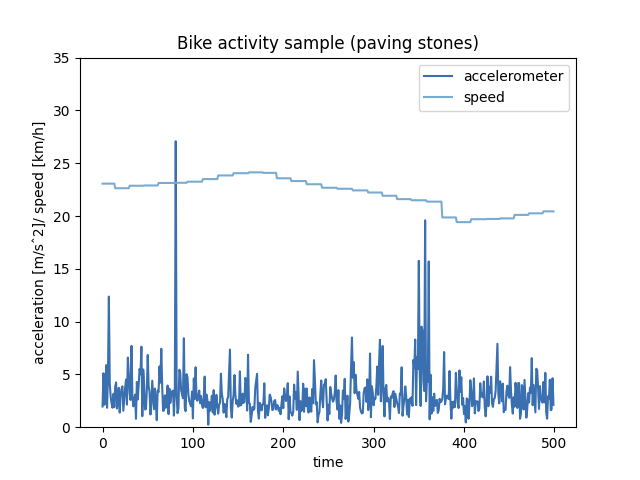 Bike activity sample (paving stones)
accelerometer
speed
35
30
25
20
15
10
5
0
acceleration [m/s^2]/ speed [km/h]
0 100 200 300 400 500
time